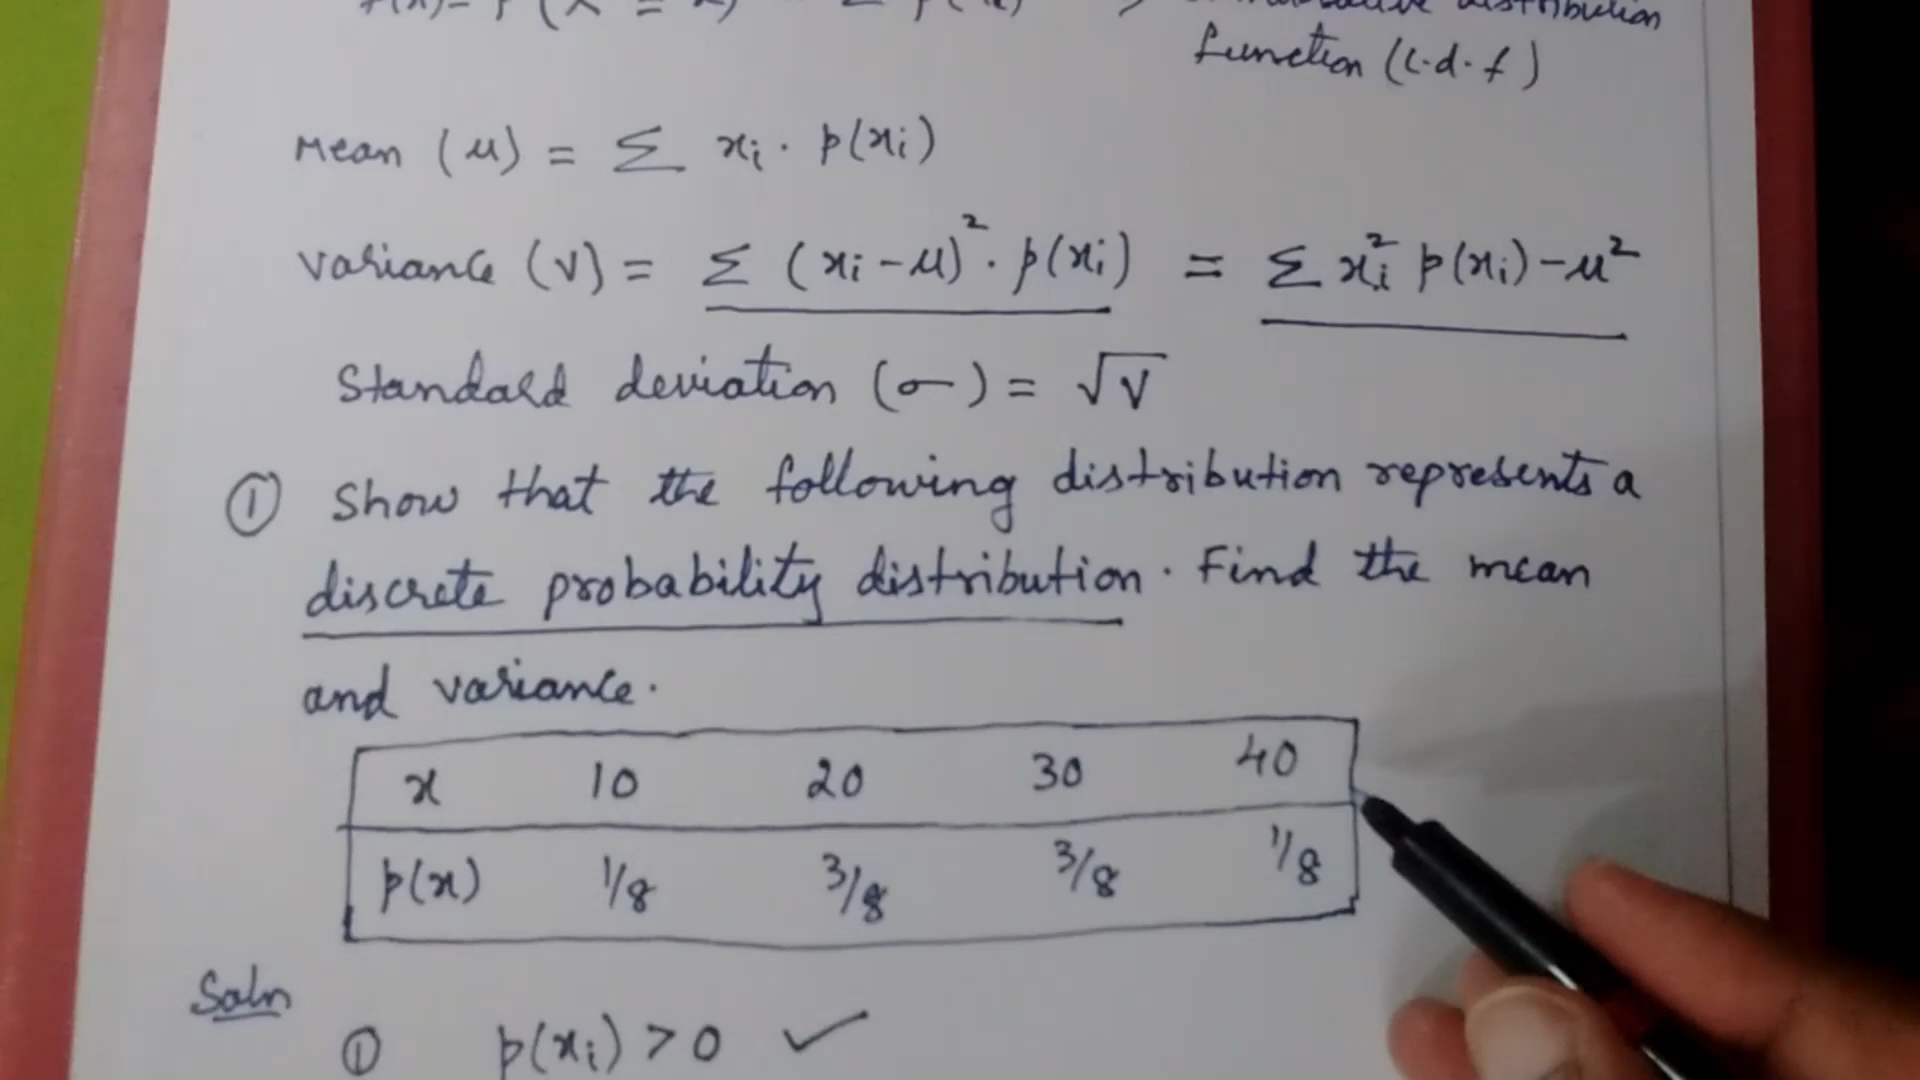 distribution
function (c.d.f)
Mean (μ) = Σ xi . p(xi)
Variance (V) = Σ (xi - μ)² . p(xi) = Σ xi² p(xi) - μ²
Standard deviation (σ) = √V
① Show that the following distribution represents a
discrete probability distribution. Find the mean
and variance.
x 10 20 30 40
p(x) 1/8 3/8 3/8 1/8
Soln
① p(xi) > 0 ✓